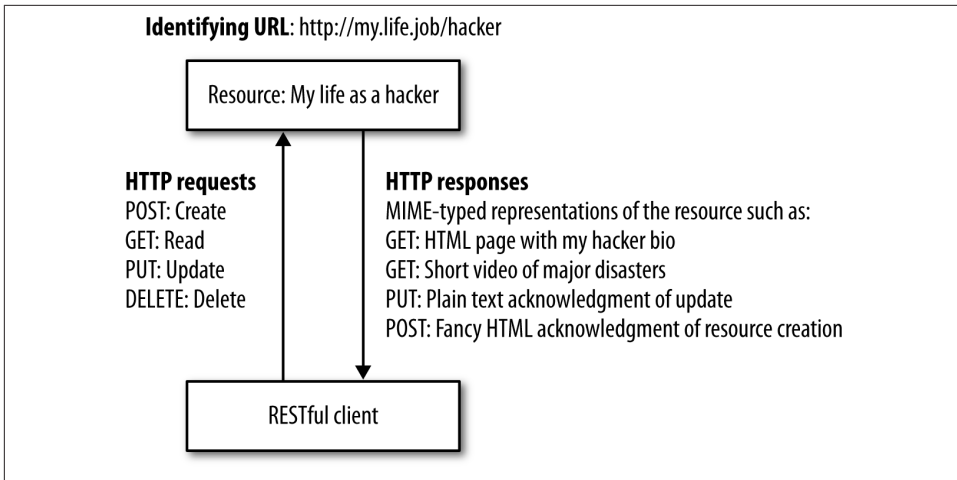 Identifying URL: http://my.life.job/hacker
Resource: My life as a hacker
HTTP requests
POST: Create
GET: Read
PUT: Update
DELETE: Delete
HTTP responses
MIME-typed representations of the resource such as:
GET: HTML page with my hacker bio
GET: Short video of major disasters
PUT: Plain text acknowledgment of update
POST: Fancy HTML acknowledgment of resource creation
RESTful client